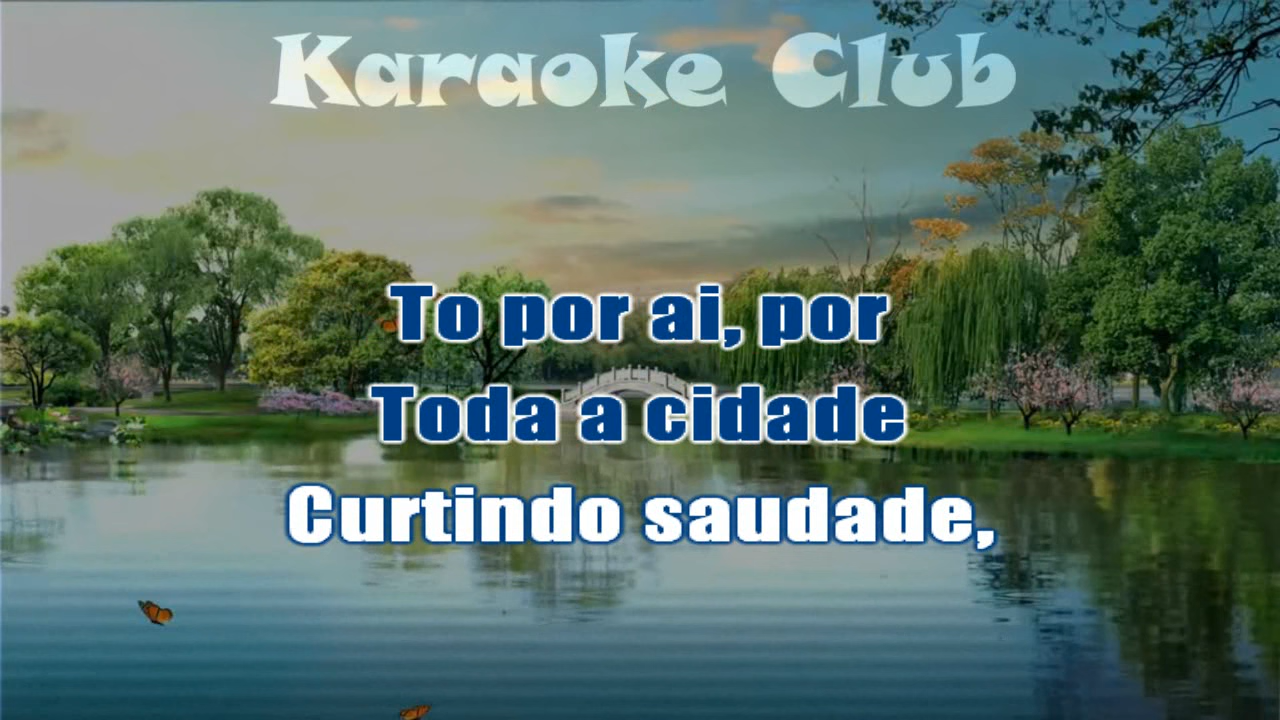 Karaoke Club
To por ai, por
Toda a cidade
Curtindo saudade,